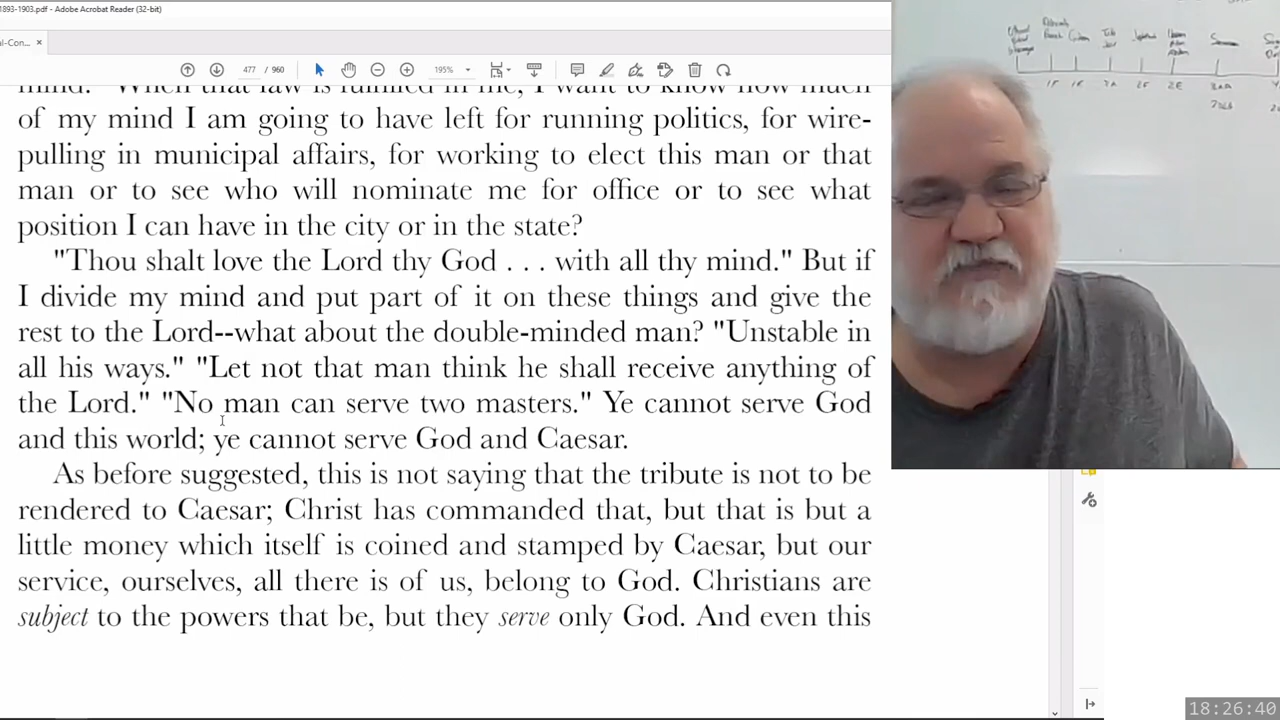 1893-1903.pdf - Adobe Acrobat Reader (32-bit)
al-Con... ×
477 / 960 195%
of my mind I am going to have left for running politics, for wire-
pulling in municipal affairs, for working to elect this man or that
man or to see who will nominate me for office or to see what
position I can have in the city or in the state?
"Thou shalt love the Lord thy God . . . with all thy mind." But if
I divide my mind and put part of it on these things and give the
rest to the Lord--what about the double-minded man? "Unstable in
all his ways." "Let not that man think he shall receive anything of
the Lord." "No man can serve two masters." Ye cannot serve God
and this world; ye cannot serve God and Caesar.
As before suggested, this is not saying that the tribute is not to be
rendered to Caesar; Christ has commanded that, but that is but a
little money which itself is coined and stamped by Caesar, but our
service, ourselves, all there is of us, belong to God. Christians are
subject to the powers that be, but they serve only God. And even this
18:26:40